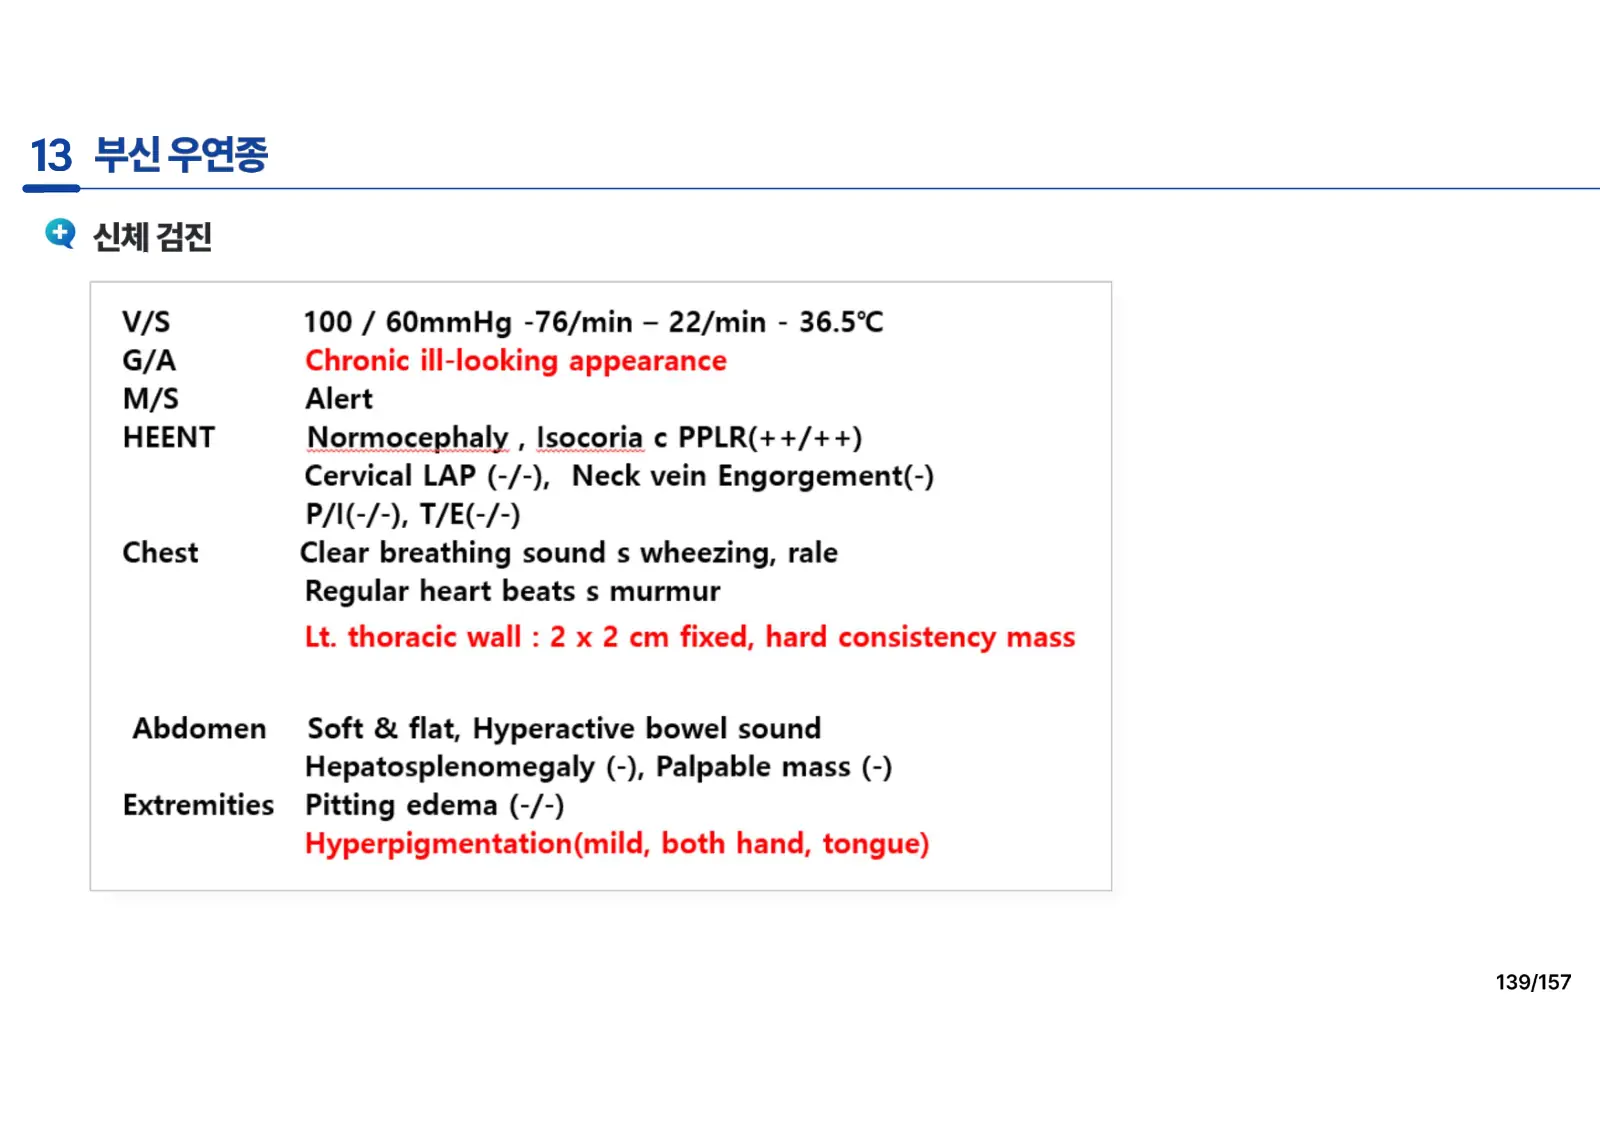 13 부신 우연종
신체 검진
V/S 100 / 60mmHg -76/min – 22/min - 36.5℃
G/A Chronic ill-looking appearance
M/S Alert
HEENT Normocephaly , Isocoria c PPLR(++/++)
Cervical LAP (-/-), Neck vein Engorgement(-)
P/I(-/-), T/E(-/-)
Chest Clear breathing sound s wheezing, rale
Regular heart beats s murmur
Lt. thoracic wall : 2 x 2 cm fixed, hard consistency mass
Abdomen Soft & flat, Hyperactive bowel sound
Hepatosplenomegaly (-), Palpable mass (-)
Extremities Pitting edema (-/-)
Hyperpigmentation(mild, both hand, tongue)
139/157